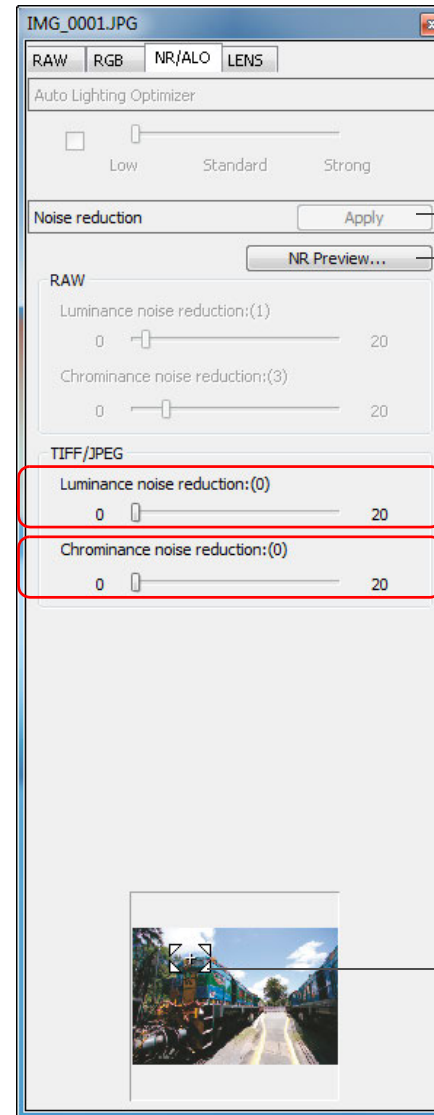 IMG_0001.JPG
RAW RGB NR/ALO LENS
Auto Lighting Optimizer
Low Standard Strong
Noise reduction Apply
NR Preview...
RAW
Luminance noise reduction:(1)
0 20
Chrominance noise reduction:(3)
0 20
TIFF/JPEG
Luminance noise reduction:(0)
0 20
Chrominance noise reduction:(0)
0 20